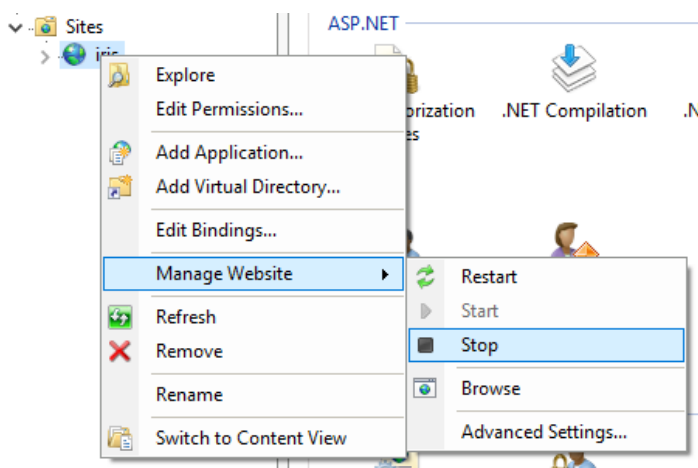 Sites
iris
ASP.NET
.NET Compilation
Explore
Edit Permissions...
Add Application...
Add Virtual Directory...
Edit Bindings...
Manage Website
Refresh
Remove
Rename
Switch to Content View
Restart
Start
Stop
Browse
Advanced Settings...